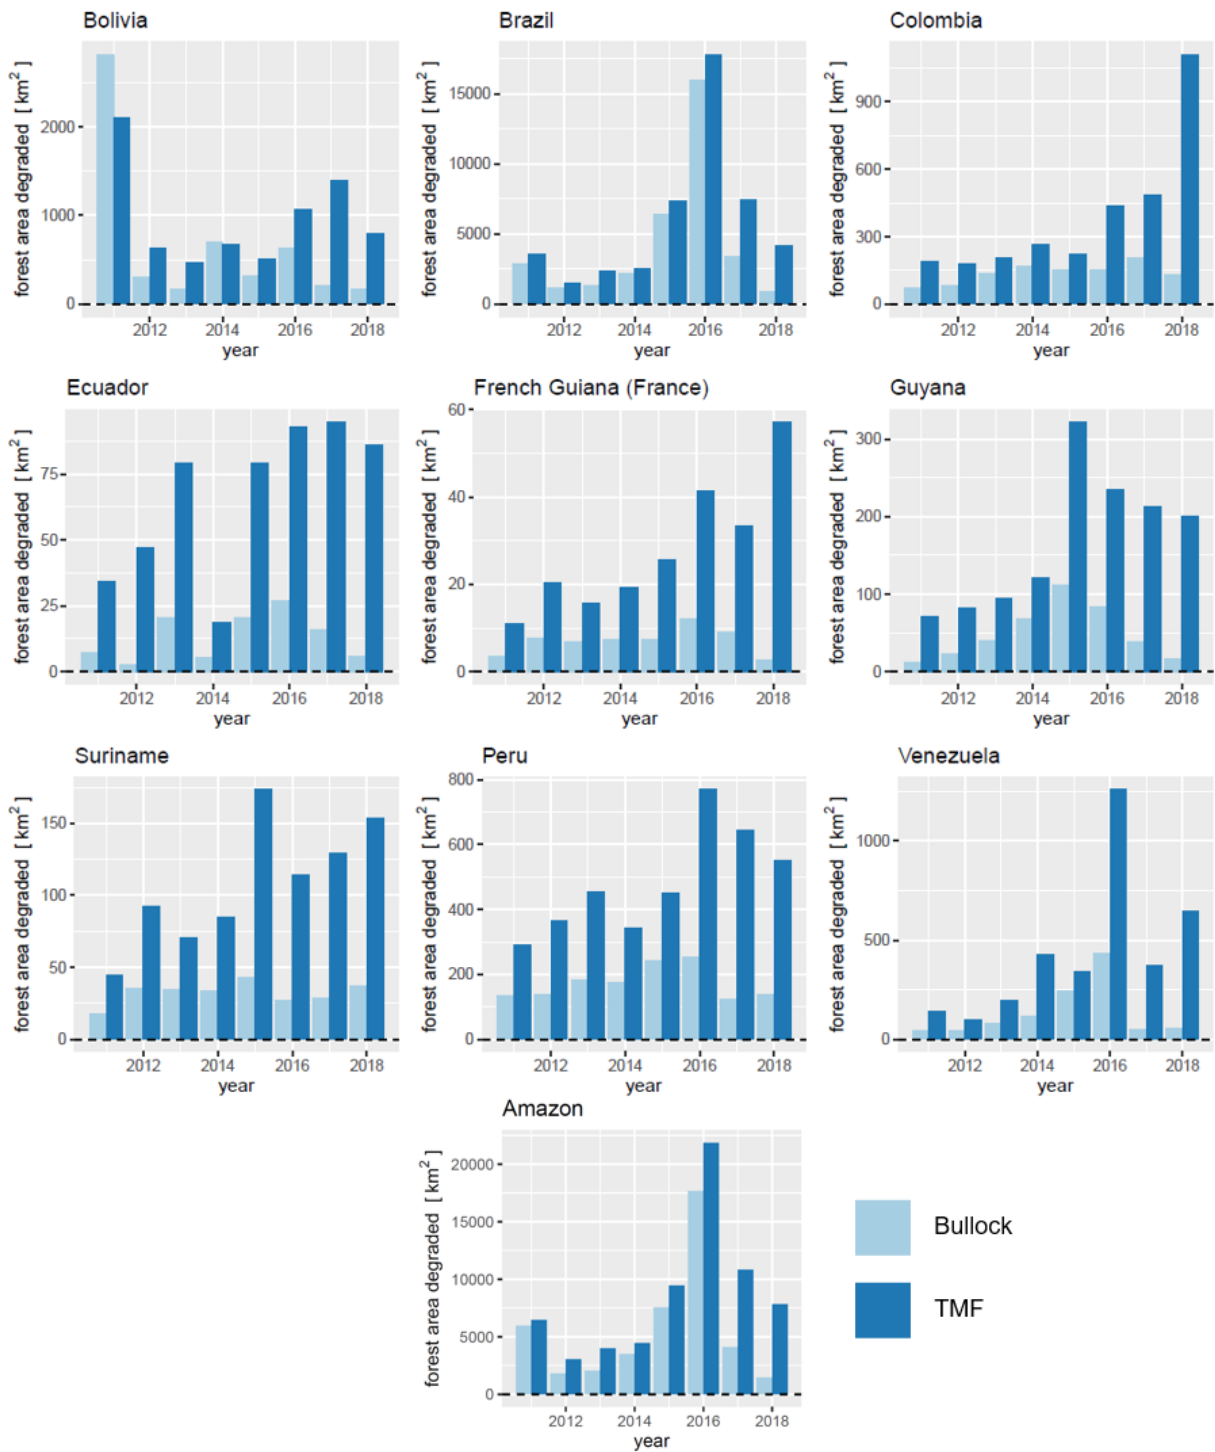 Bolivia
forest area degraded [ km² ]
2000
1000
0
2012 2014 2016 2018
year
Brazil
forest area degraded [ km² ]
15000
10000
5000
0
2012 2014 2016 2018
year
Colombia
forest area degraded [ km² ]
900
600
300
0
2012 2014 2016 2018
year
Ecuador
forest area degraded [ km² ]
75
50
25
0
2012 2014 2016 2018
year
French Guiana (France)
forest area degraded [ km² ]
60
40
20
0
2012 2014 2016 2018
year
Guyana
forest area degraded [ km² ]
300
200
100
0
2012 2014 2016 2018
year
Suriname
forest area degraded [ km² ]
150
100
50
0
2012 2014 2016 2018
year
Peru
forest area degraded [ km² ]
800
600
400
200
0
2012 2014 2016 2018
year
Venezuela
forest area degraded [ km² ]
1000
500
0
2012 2014 2016 2018
year
Amazon
forest area degraded [ km² ]
20000
15000
10000
5000
0
2012 2014 2016 2018
year
Bullock
TMF